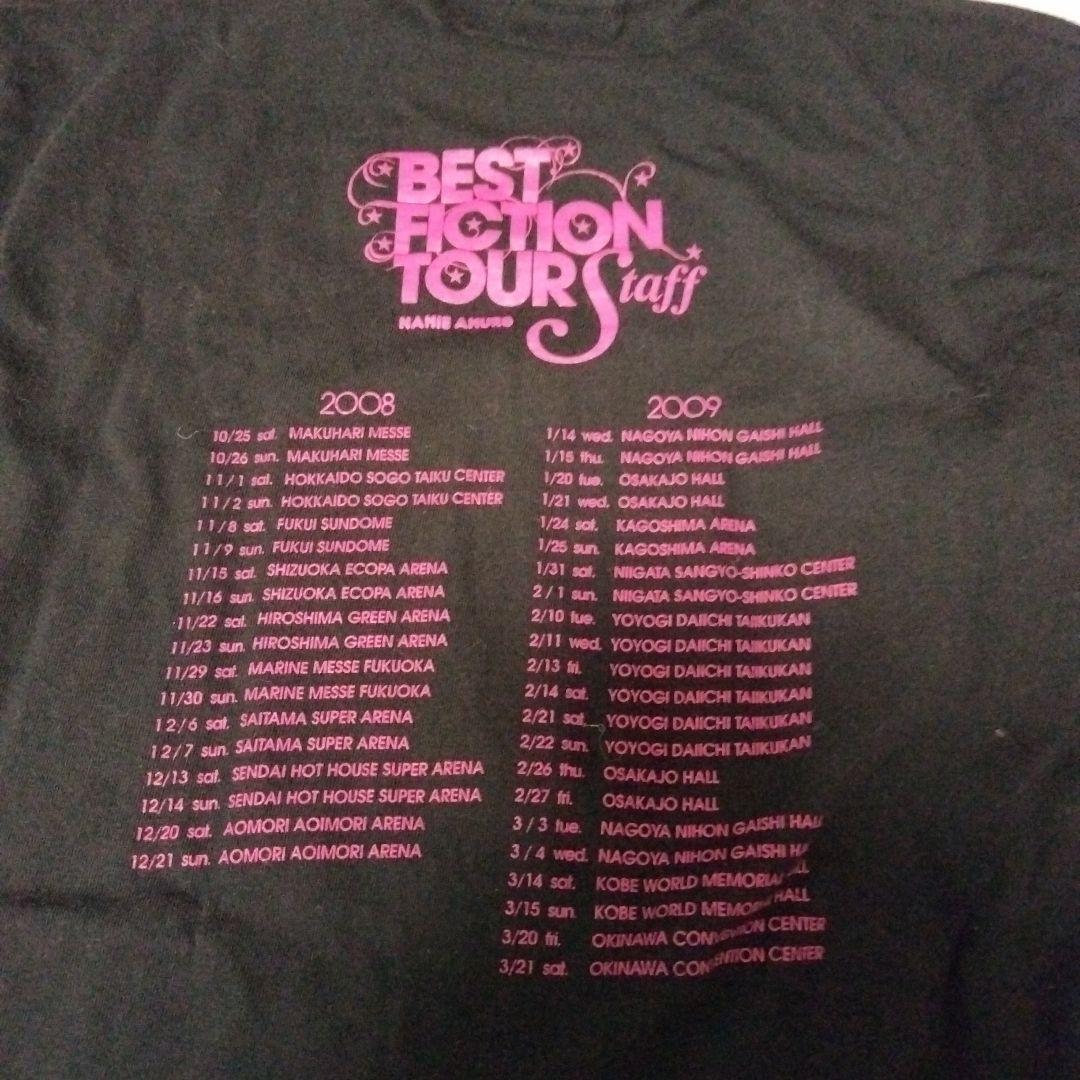 BEST
FICTION
TOUR Staff
NAMIE AMURO
2008
10/25 sat. MAKUHARI MESSE
10/26 sun. MAKUHARI MESSE
11/1 sat. HOKKAIDO SOGO TAIKU CENTER
11/2 sun. HOKKAIDO SOGO TAIKU CENTER
11/8 sat. FUKUI SUNDOME
11/9 sun. FUKUI SUNDOME
11/15 sat. SHIZUOKA ECOPA ARENA
11/16 sun. SHIZUOKA ECOPA ARENA
11/22 sat. HIROSHIMA GREEN ARENA
11/23 sun. HIROSHIMA GREEN ARENA
11/29 sat. MARINE MESSE FUKUOKA
11/30 sun. MARINE MESSE FUKUOKA
12/6 sat. SAITAMA SUPER ARENA
12/7 sun. SAITAMA SUPER ARENA
12/13 sat. SENDAI HOT HOUSE SUPER ARENA
12/14 sun. SENDAI HOT HOUSE SUPER ARENA
12/20 sat. AOMORI AOIMORI ARENA
12/21 sun. AOMORI AOIMORI ARENA
2009
1/14 wed. NAGOYA NIHON GAISHI HALL
1/15 thu. NAGOYA NIHON GAISHI HALL
1/20 tue. OSAKAJO HALL
1/21 wed. OSAKAJO HALL
1/24 sat. KAGOSHIMA ARENA
1/25 sun. KAGOSHIMA ARENA
1/31 sat. NIIGATA SANGYO-SHINKO CENTER
2/1 sun. NIIGATA SANGYO-SHINKO CENTER
2/10 tue. YOYOGI DAIICHI TAIIKUKAN
2/11 wed. YOYOGI DAIICHI TAIIKUKAN
2/13 fri. YOYOGI DAIICHI TAIIKUKAN
2/14 sat. YOYOGI DAIICHI TAIIKUKAN
2/21 sat. YOYOGI DAIICHI TAIIKUKAN
2/22 sun. YOYOGI DAIICHI TAIIKUKAN
2/26 thu. OSAKAJO HALL
2/27 fri. OSAKAJO HALL
3/3 tue. NAGOYA NIHON GAISHI HALL
3/4 wed. NAGOYA NIHON GAISHI HA
3/14 sat. KOBE WORLD MEMORIAL HALL
3/15 sun. KOBE WORLD MEMORIAL HALL
3/20 fri. OKINAWA CONVENTION CENTER
3/21 sat. OKINAWA CONVENTION CENTER